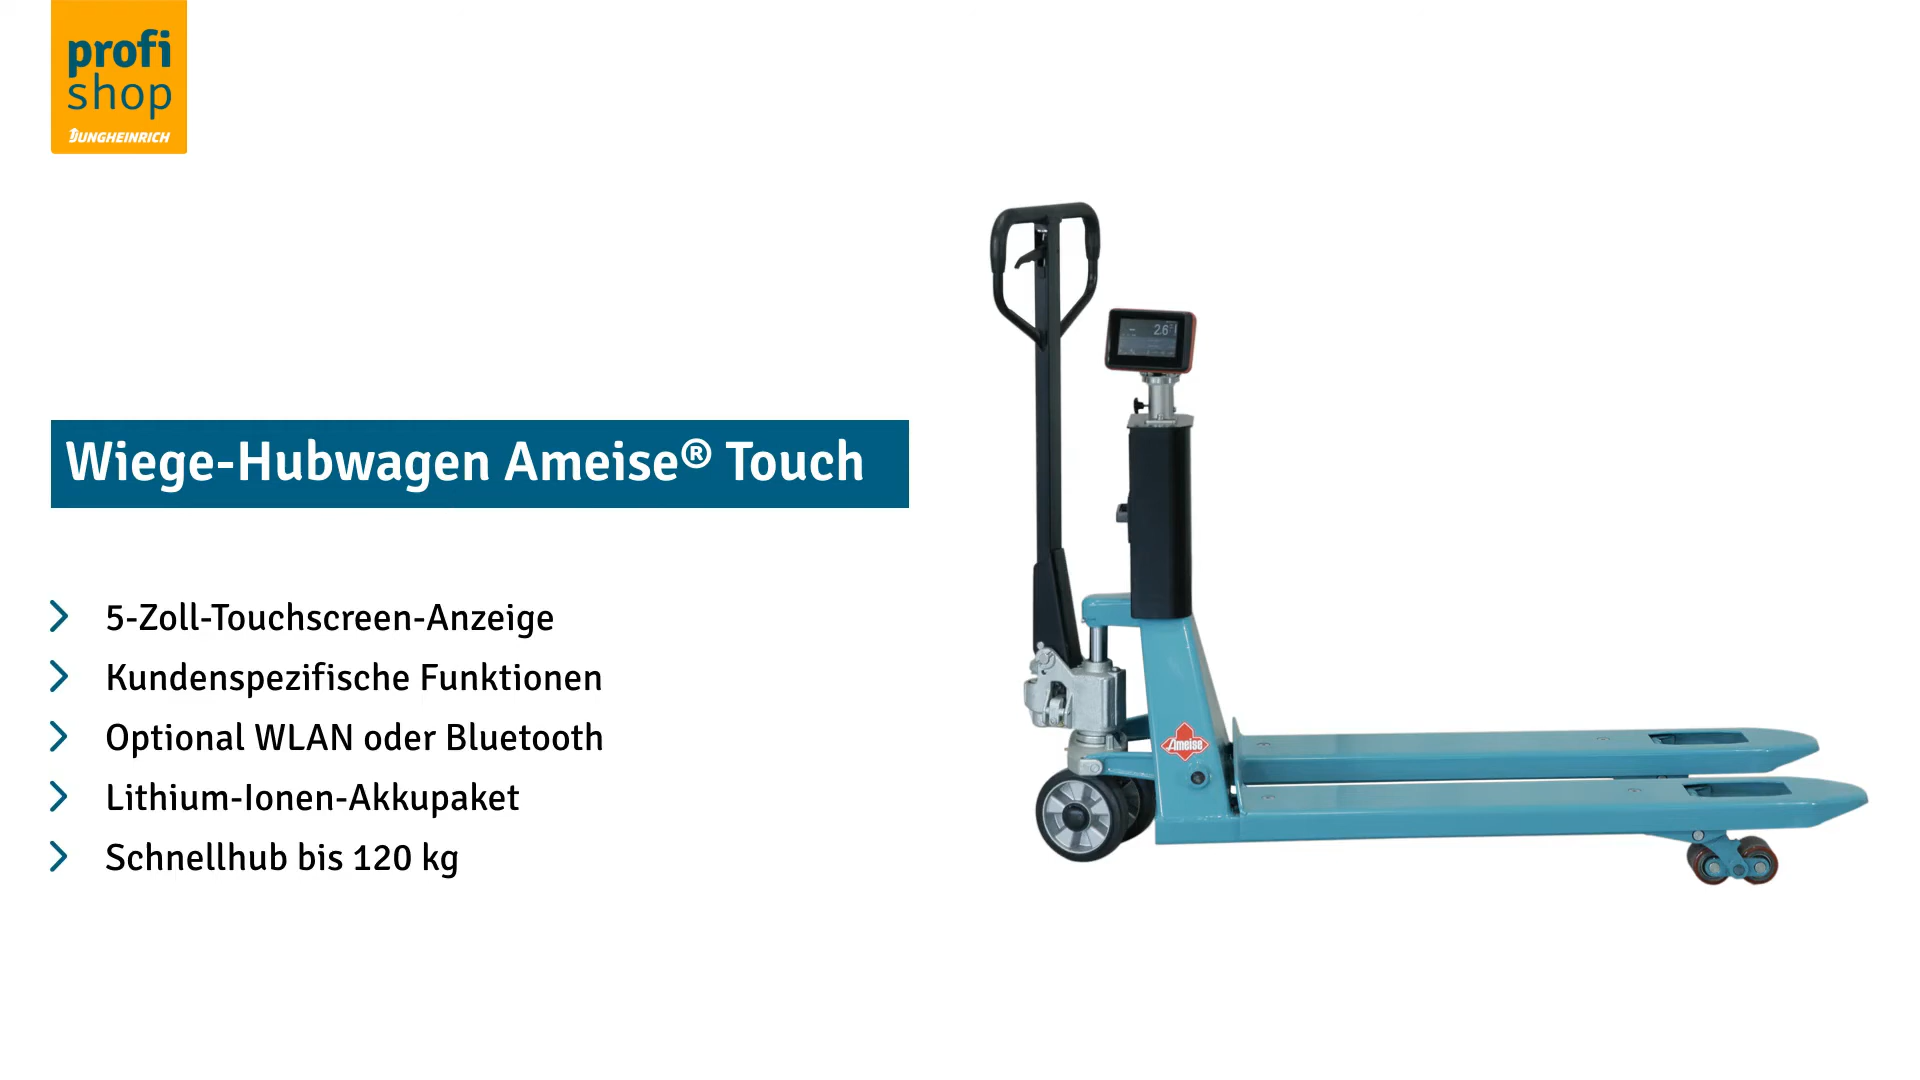 profi
shop
JUNGHEINRICH
Wiege-Hubwagen Ameise® Touch
5-Zoll-Touchscreen-Anzeige
Kundenspezifische Funktionen
Optional WLAN oder Bluetooth
Lithium-Ionen-Akkupaket
Schnellhub bis 120 kg
2.6
Ameise